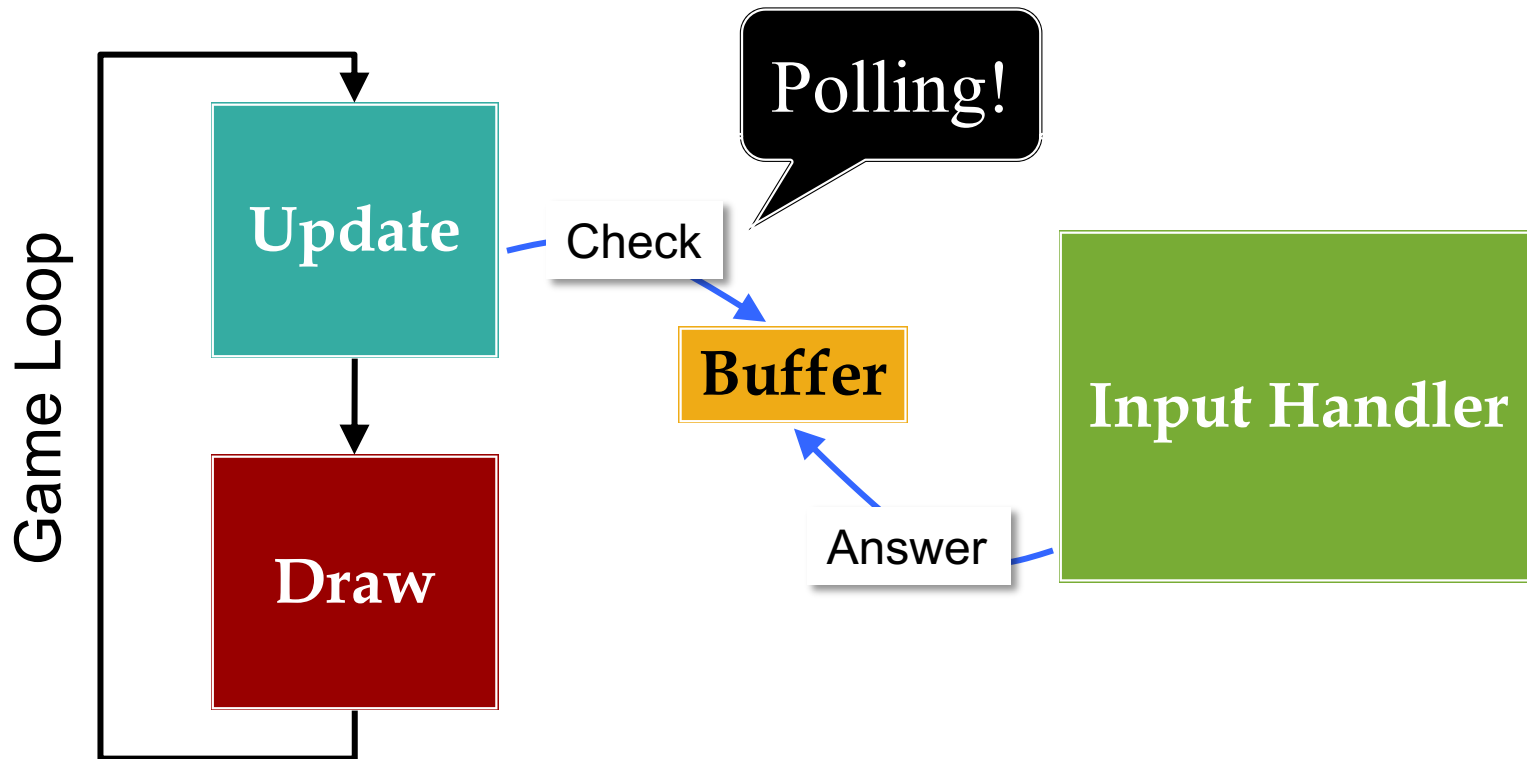 Polling!
Update
Check
Game Loop
Buffer
Input Handler
Answer
Draw